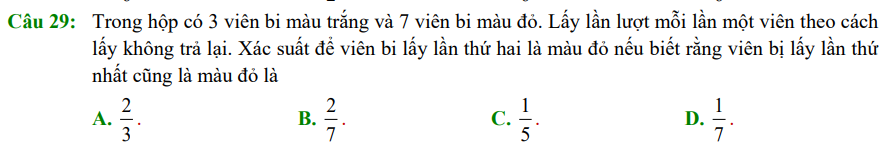 Câu 29: Trong hộp có 3 viên bi màu trắng và 7 viên bi màu đỏ. Lấy lần lượt mỗi lần một viên theo cách
lấy không trả lại. Xác suất để viên bi lấy lần thứ hai là màu đỏ nếu biết rằng viên bị lấy lần thứ
nhất cũng là màu đỏ là
A. 2/3. B. 2/7. C. 1/5. D. 1/7.